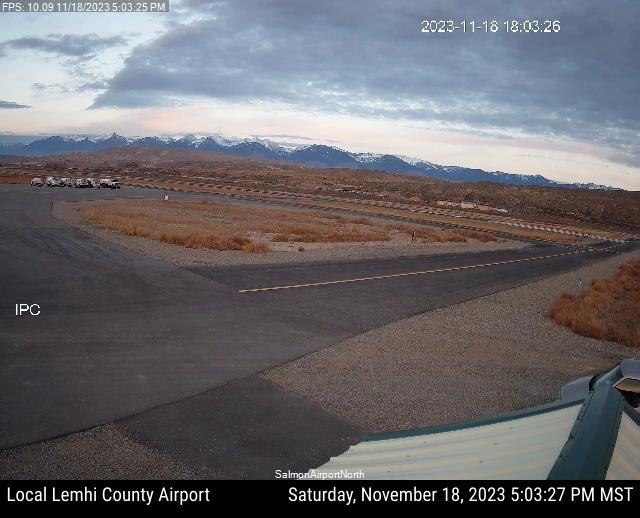 FPS: 10.09 11/18/2023 5:03:25 PM
2023-11-18 18:03:26
IPC
SalmonAirportNorth
Local Lemhi County Airport Saturday, November 18, 2023 5:03:27 PM MST